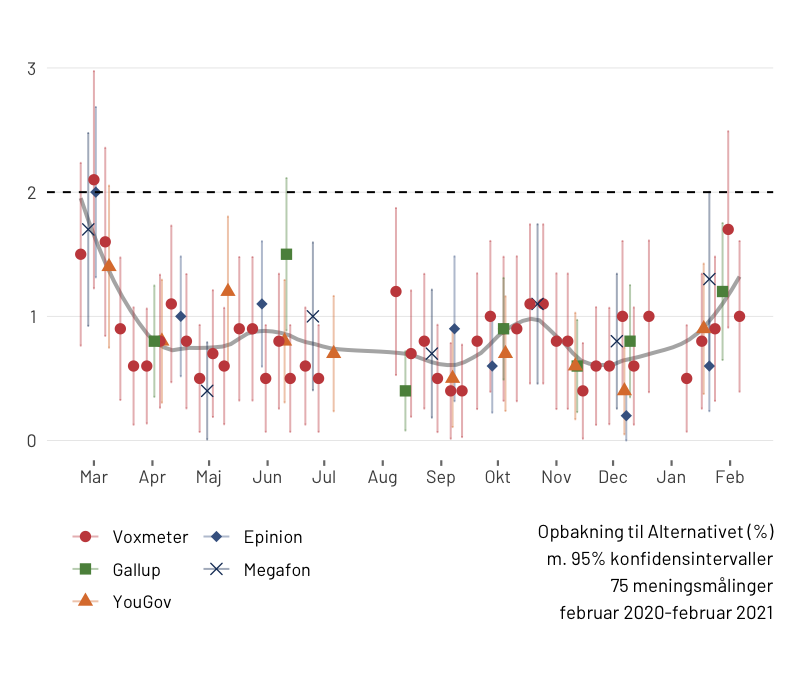 3
2
1
0
Mar Apr Maj Jun Jul Aug Sep Okt Nov Dec Jan Feb
Voxmeter Epinion
Gallup Megafon
YouGov
Opbakning til Alternativet (%)
m. 95% konfidensintervaller
75 meningsmålinger
februar 2020-februar 2021